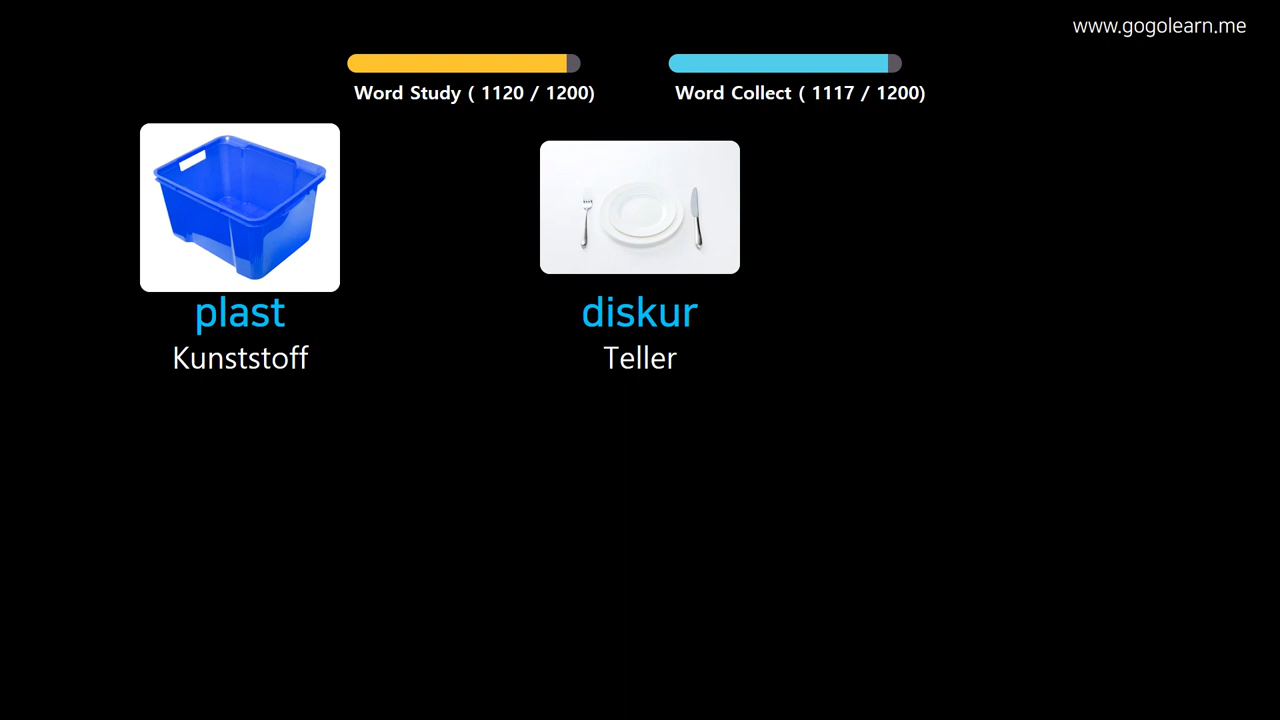 www.gogolearn.me
Word Study ( 1120 / 1200)
Word Collect ( 1117 / 1200)
plast
Kunststoff
diskur
Teller